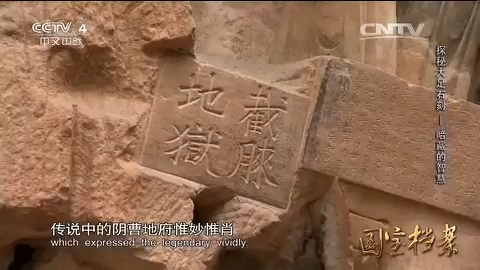 CCTV 4
中文国际
CNTV
探秘大足石刻——暗藏的智慧
截膝
地獄
传说中的阴曹地府惟妙惟肖
which expressed the legendary vividly.
国宝档案